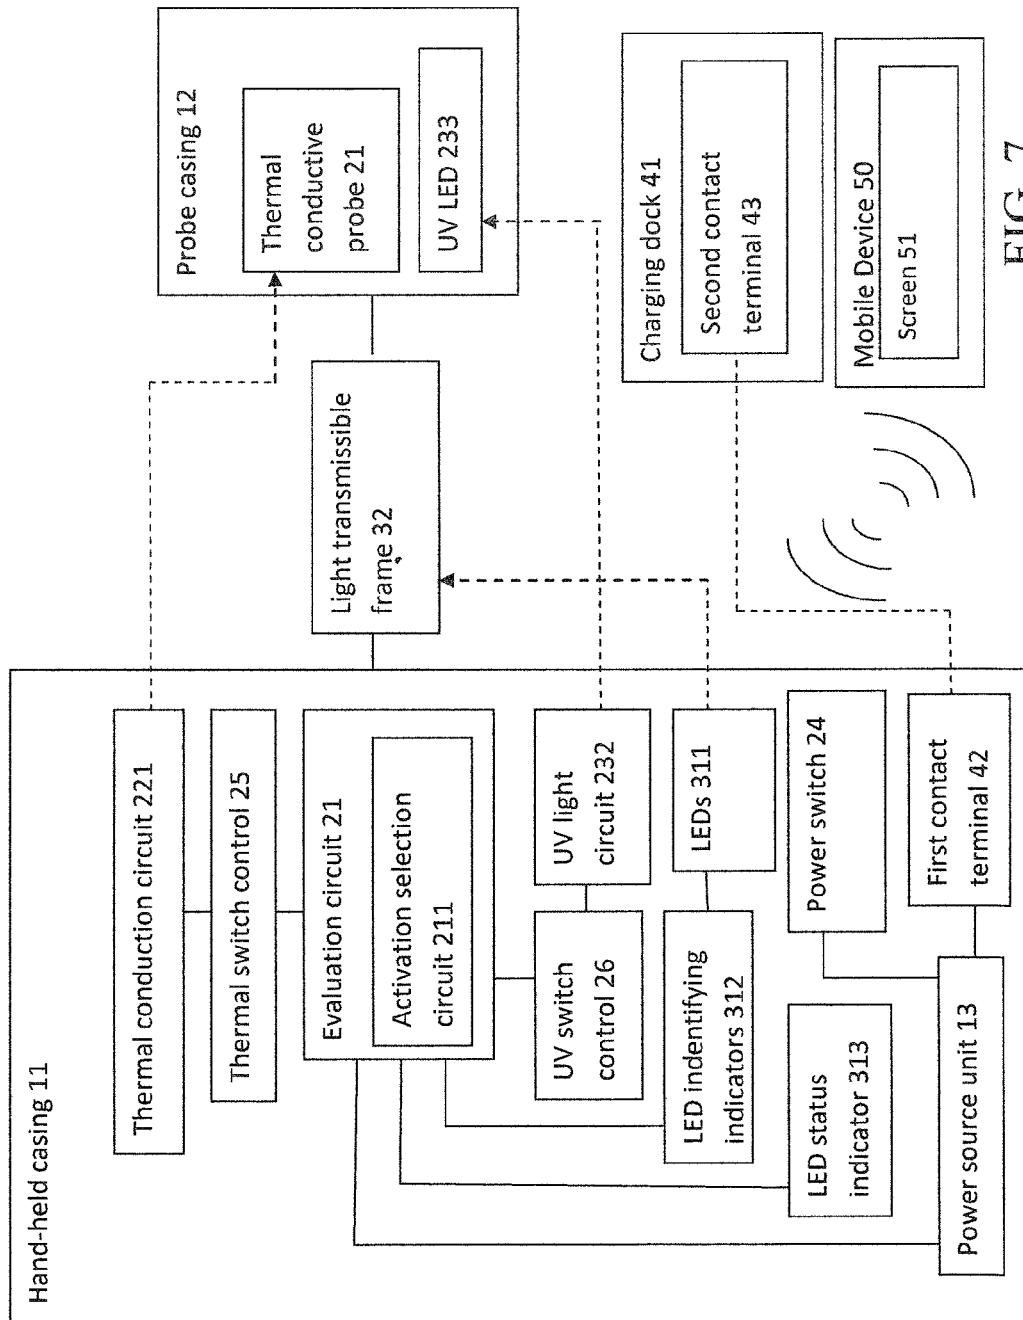 Hand-held casing 11
Thermal conduction circuit 221
Thermal switch control 25
Evaluation circuit 21
Activation selection
circuit 211
UV switch
control 26
UV light
circuit 232
LED indentifying
indicators 312
LEDs 311
LED status
indicator 313
Power switch 24
Power source unit 13
First contact
terminal 42
Light transmissible
frame 32
Probe casing 12
Thermal
conductive
probe 21
UV LED 233
Charging dock 41
Second contact
terminal 43
Mobile Device 50
Screen 51
FIG. 7